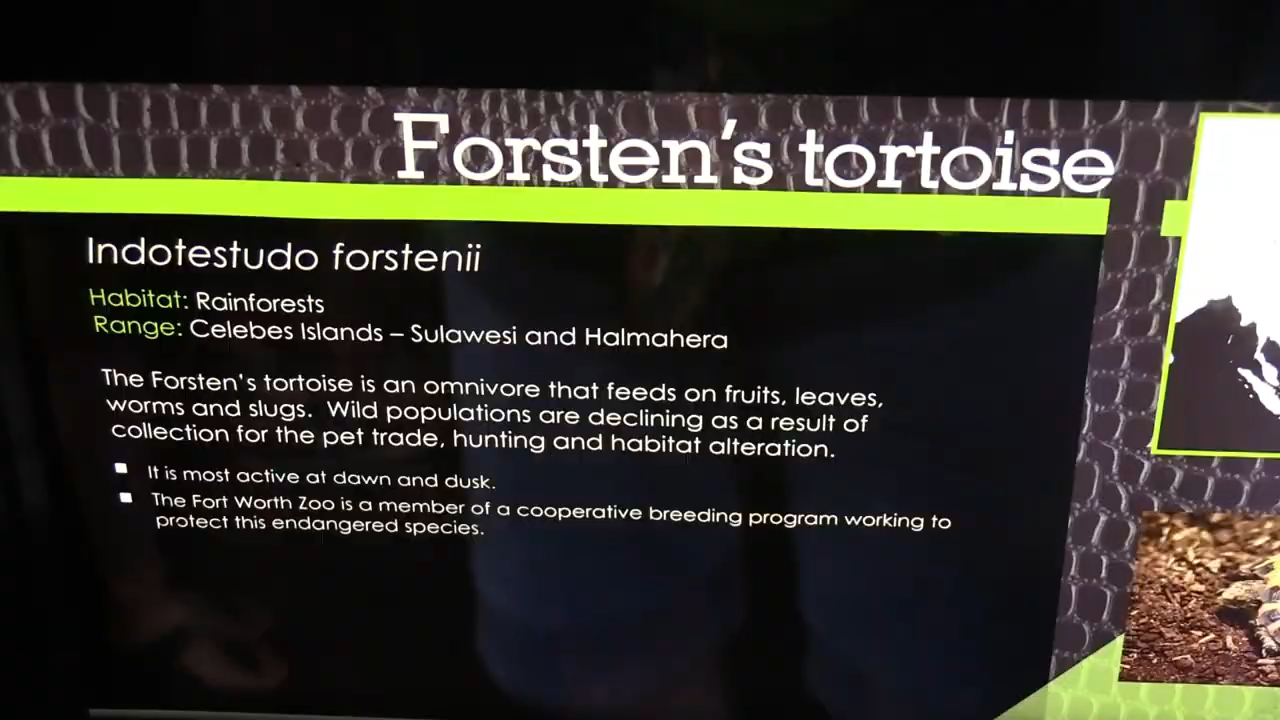 Forsten's tortoise
Indotestudo forstenii
Habitat: Rainforests
Range: Celebes Islands – Sulawesi and Halmahera
The Forsten's tortoise is an omnivore that feeds on fruits, leaves,
worms and slugs.  Wild populations are declining as a result of
collection for the pet trade, hunting and habitat alteration.
▪ It is most active at dawn and dusk.
▪ The Fort Worth Zoo is a member of a cooperative breeding program working to
protect this endangered species.